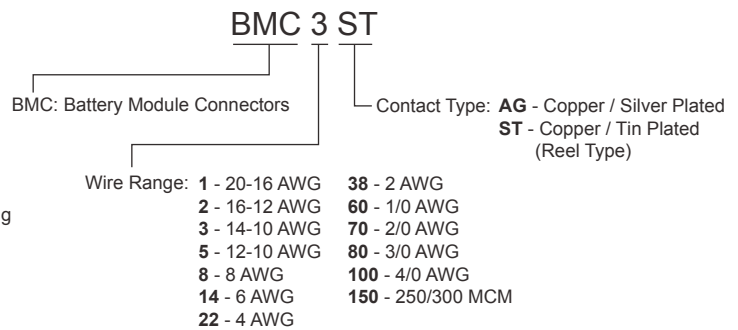 BMC 3 ST
BMC: Battery Module Connectors
Contact Type: AG - Copper / Silver Plated
ST - Copper / Tin Plated
(Reel Type)
Wire Range: 1 - 20-16 AWG
2 - 16-12 AWG
3 - 14-10 AWG
5 - 12-10 AWG
8 - 8 AWG
14 - 6 AWG
22 - 4 AWG
38 - 2 AWG
60 - 1/0 AWG
70 - 2/0 AWG
80 - 3/0 AWG
100 - 4/0 AWG
150 - 250/300 MCM
g